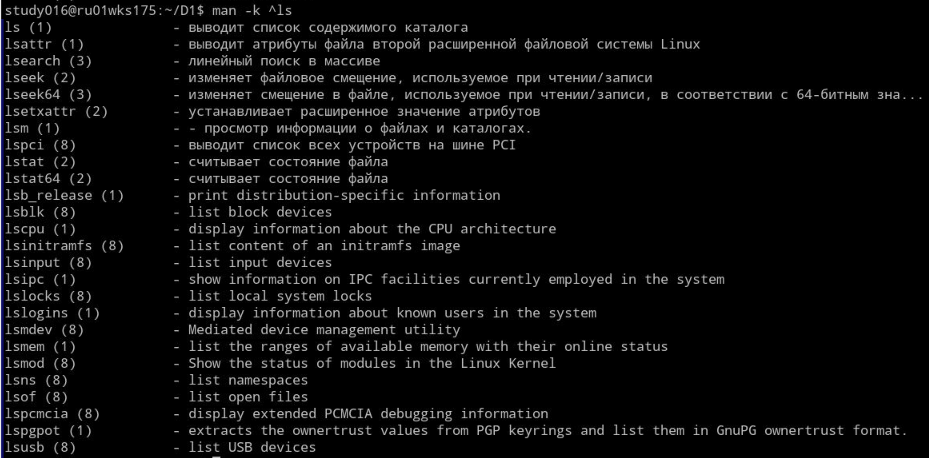 study016@ru01wks175:~/D1$ man -k ^ls
ls (1)               - выводит список содержимого каталога
lsattr (1)           - выводит атрибуты файла второй расширенной файловой системы Linux
lsearch (3)          - линейный поиск в массиве
lseek (2)            - изменяет файловое смещение, используемое при чтении/записи
lseek64 (3)          - изменяет смещение в файле, используемое при чтении/записи, в соответствии с 64-битным зна...
lsetxattr (2)        - устанавливает расширенное значение атрибутов
lsm (1)              - - просмотр информации о файлах и каталогах.
lspci (8)            - выводит список всех устройств на шине PCI
lstat (2)            - считывает состояние файла
lstat64 (2)          - считывает состояние файла
lsb_release (1)      - print distribution-specific information
lsblk (8)            - list block devices
lscpu (1)            - display information about the CPU architecture
lsinitramfs (8)      - list content of an initramfs image
lsinput (8)          - list input devices
lsipc (1)            - show information on IPC facilities currently employed in the system
lslocks (8)          - list local system locks
lslogins (1)         - display information about known users in the system
lsmdev (8)           - Mediated device management utility
lsmem (1)            - list the ranges of available memory with their online status
lsmod (8)            - Show the status of modules in the Linux Kernel
lsns (8)             - list namespaces
lsof (8)             - list open files
lspcmcia (8)         - display extended PCMCIA debugging information
lspgpot (1)          - extracts the ownertrust values from PGP keyrings and list them in GnuPG ownertrust format.
lsusb (8)            - list USB devices